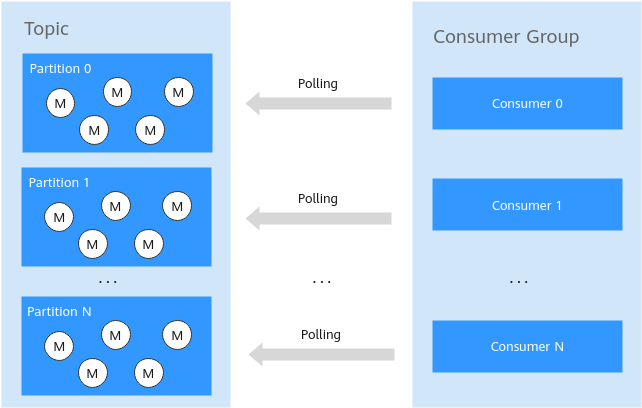 Topic
Consumer Group
Partition 0
M
M
M
M
M
Polling
Consumer 0
Partition 1
M
M
M
M
M
Polling
Consumer 1
...
...
...
Partition N
M
M
M
M
M
Polling
Consumer N